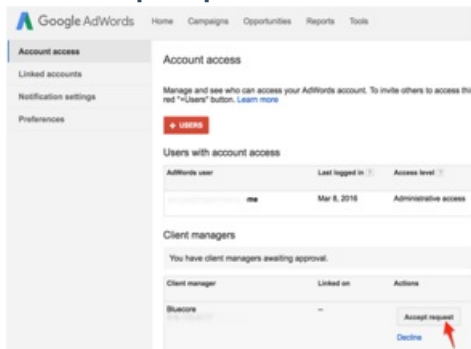 Google AdWords Home Campaigns Opportunities Reports Tools
Account access
Linked accounts
Notification settings
Preferences
Account access
Manage and see who can access your AdWords account. To invite others to access this
red "+Users" button. Learn more
+ USERS
Users with account access
AdWords user Last logged in ? Access level ?
me Mar 8, 2016 Administrative access
Client managers
You have client managers awaiting approval.
Client manager Linked on Actions
Bluecore -- Accept request
Decline